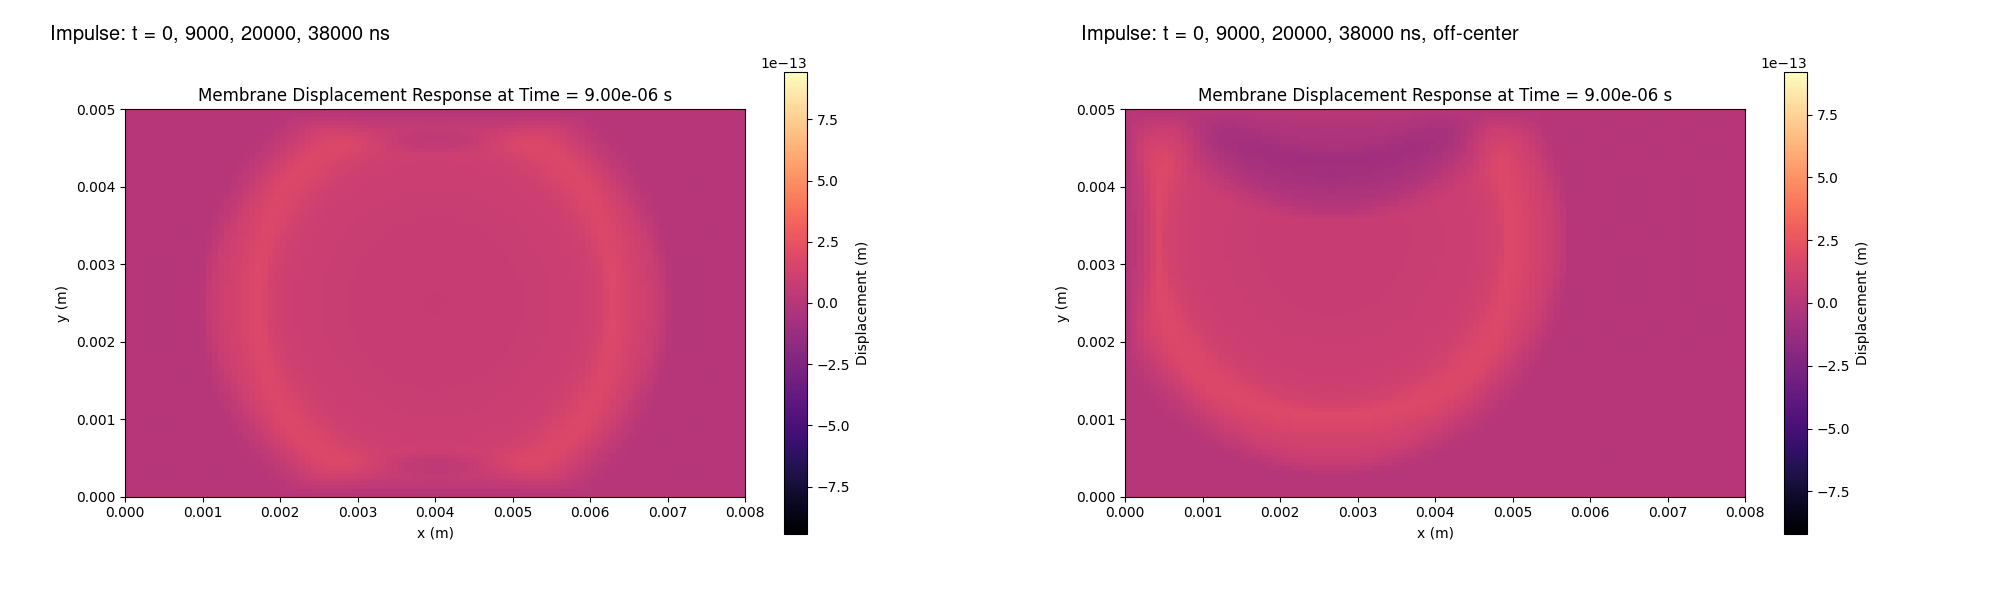 Impulse: t = 0, 9000, 20000, 38000 ns
1e−13
Membrane Displacement Response at Time = 9.00e-06 s
0.005
0.004
0.003
0.002
0.001
0.000
y (m)
0.000 0.001 0.002 0.003 0.004 0.005 0.006 0.007 0.008
x (m)
7.5
5.0
2.5
0.0
−2.5
−5.0
−7.5
Displacement (m)
Impulse: t = 0, 9000, 20000, 38000 ns, off-center
1e−13
Membrane Displacement Response at Time = 9.00e-06 s
0.005
0.004
0.003
0.002
0.001
0.000
y (m)
0.000 0.001 0.002 0.003 0.004 0.005 0.006 0.007 0.008
x (m)
7.5
5.0
2.5
0.0
−2.5
−5.0
−7.5
Displacement (m)